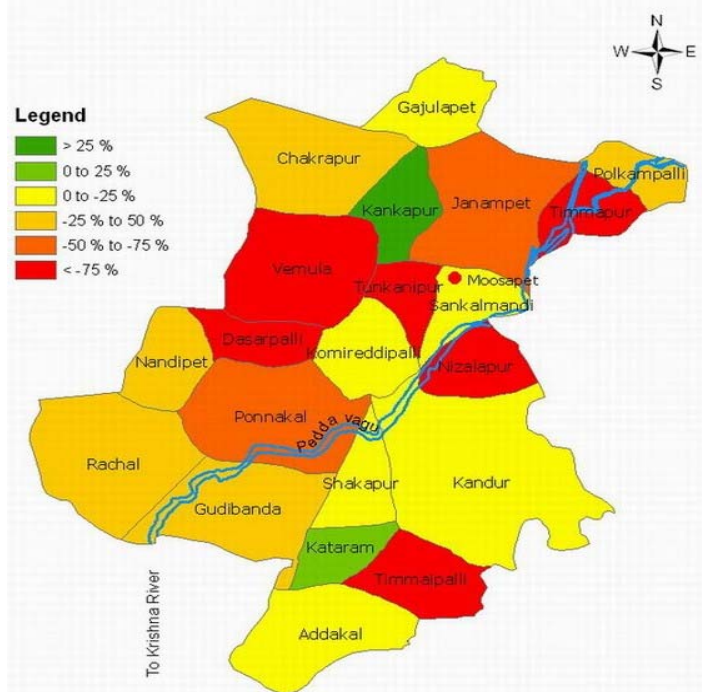 N
W E
S
Legend
> 25 %
0 to 25 %
0 to -25 %
-25 % to 50 %
-50 % to -75 %
< -75 %
Gajulapet
Chakrapur
Polkampalli
Kankapur
Janampet
Timmapur
Vemula
Tunkanipur
Moosapet
Sankalmandi
Dasarpalli
Nandipet
Komireddipalli
Nizalapur
Ponnakal
Pedda vagu
Rachal
Shakapur
Kandur
Gudibanda
Kataram
Timmaipalli
To Krishna River
Addakal